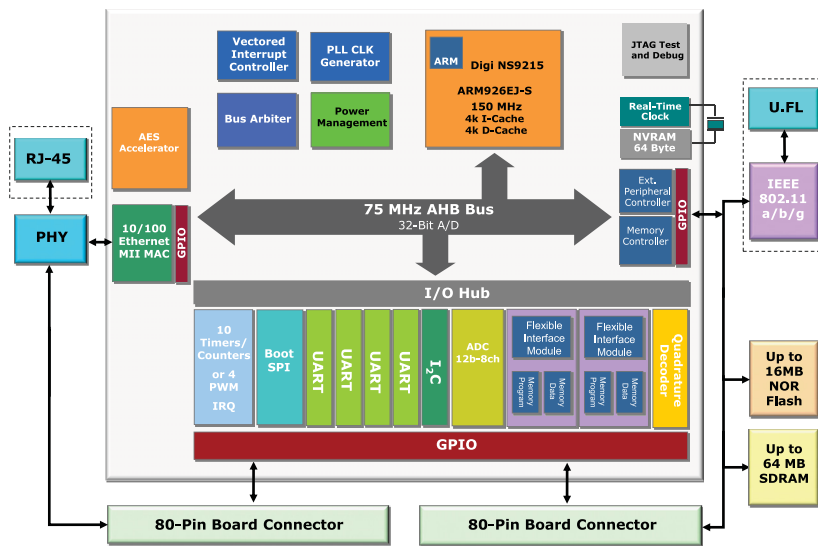 Vectored
Interrupt
Controller
PLL CLK
Generator
ARM
Digi NS9215
ARM926EJ-S
150 MHz
4k I-Cache
4k D-Cache
JTAG Test
and Debug
Bus Arbiter
Power
Management
Real-Time
Clock
NVRAM
64 Byte
U.FL
AES
Accelerator
RJ-45
IEEE
802.11
a/b/g
Ext.
Peripheral
Controller
Memory
Controller
GPIO
PHY
10/100
Ethernet
MII MAC
GPIO
75 MHz AHB Bus
32-Bit A/D
I/O Hub
10
Timers/
Counters
or 4
PWM
IRQ
Boot
SPI
UART
UART
UART
UART
I2C
ADC
12b-8ch
Flexible
Interface
Module
Memory
Program
Memory
Data
Flexible
Interface
Module
Memory
Program
Memory
Data
Quadrature
Decoder
GPIO
Up to
16MB
NOR
Flash
Up to
64 MB
SDRAM
80-Pin Board Connector
80-Pin Board Connector